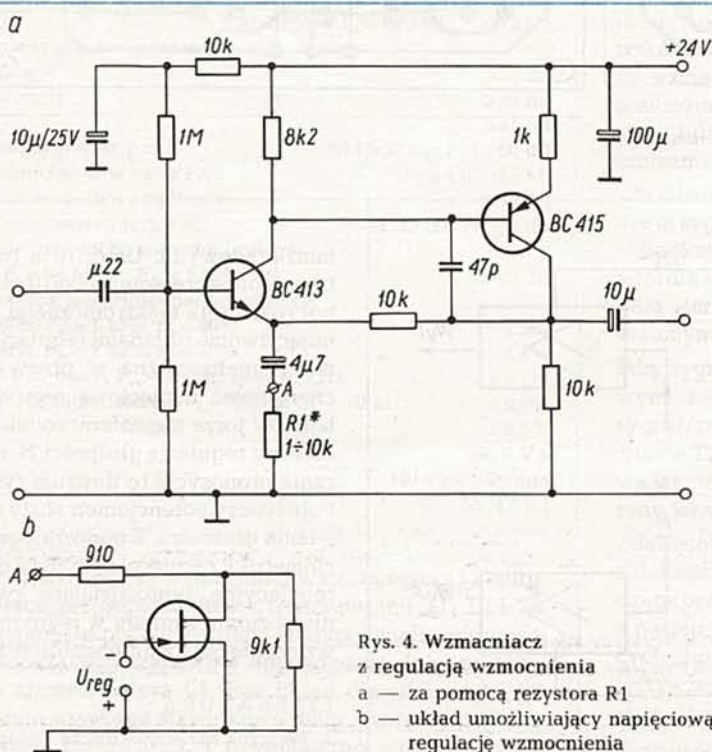 a
10k
+24V
10μ/25V
1M
8k2
1k
100μ
BC415
μ22
BC413
47p
10k
10μ
4μ7
A
1M
R1*
1÷10k
10k
b
A
910
9k1
−
Ureg
+
Rys. 4. Wzmacniacz
z regulacją wzmocnienia
a — za pomocą rezystora R1
b — układ umożliwiający napięciową
regulację wzmocnienia